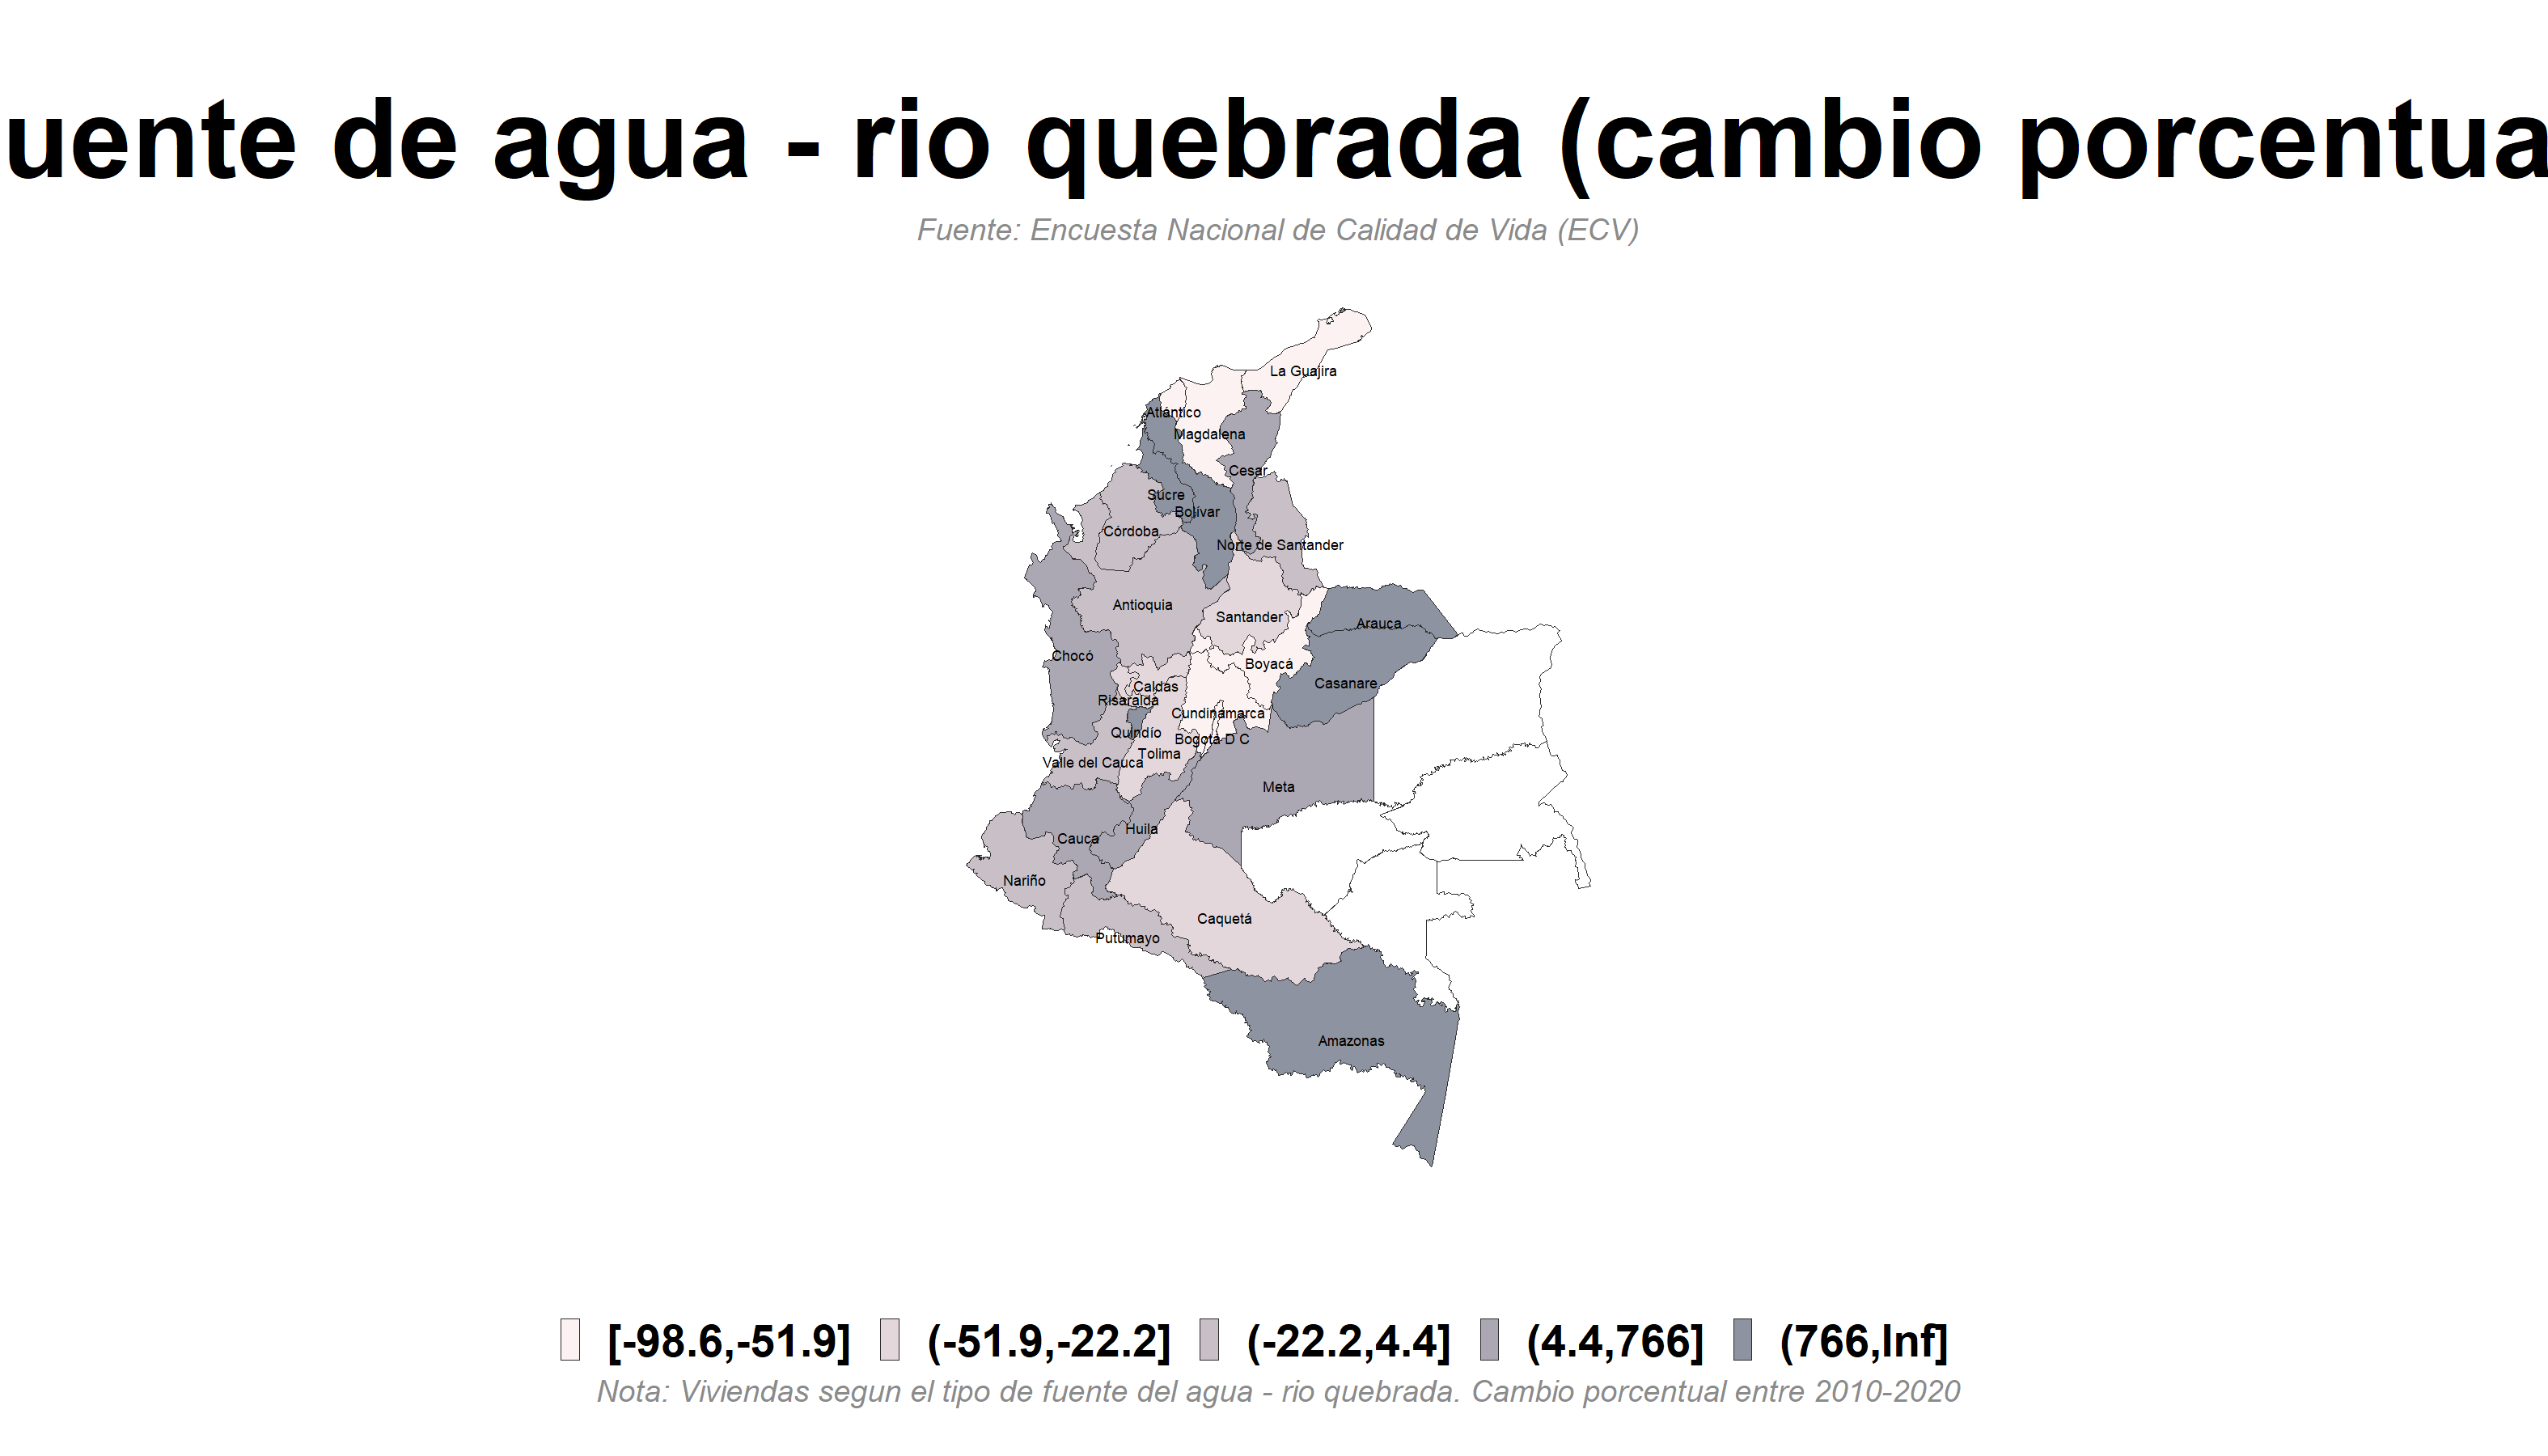 uente de agua - rio quebrada (cambio porcentua
Fuente: Encuesta Nacional de Calidad de Vida (ECV)
La Guajira
Atlántico
Magdalena
Cesar
Sucre
Bolívar
Córdoba
Norte de Santander
Antioquia
Santander
Arauca
Chocó
Boyacá
Casanare
Caldas
Risaralda
Cundinamarca
Quindío
Bogotá D C
Tolima
Valle del Cauca
Meta
Huila
Cauca
Nariño
Caquetá
Putumayo
Amazonas
[-98.6,-51.9] (-51.9,-22.2] (-22.2,4.4] (4.4,766] (766,Inf]
Nota: Viviendas segun el tipo de fuente del agua - rio quebrada. Cambio porcentual entre 2010-2020